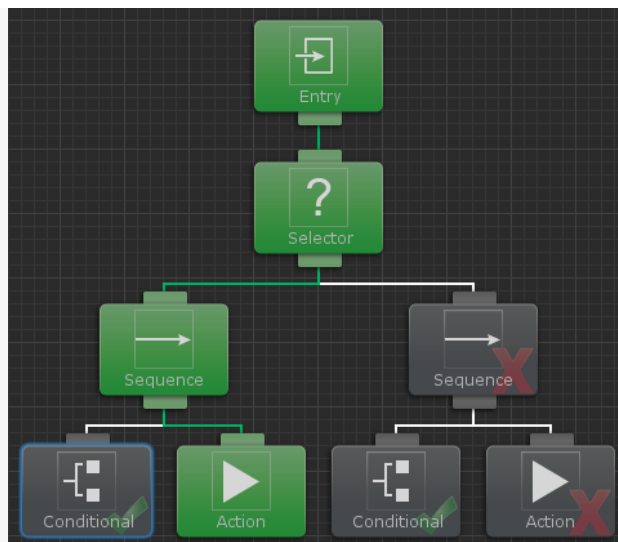 Entry
?
Selector
Sequence
Sequence
Conditional
Action
Conditional
Action